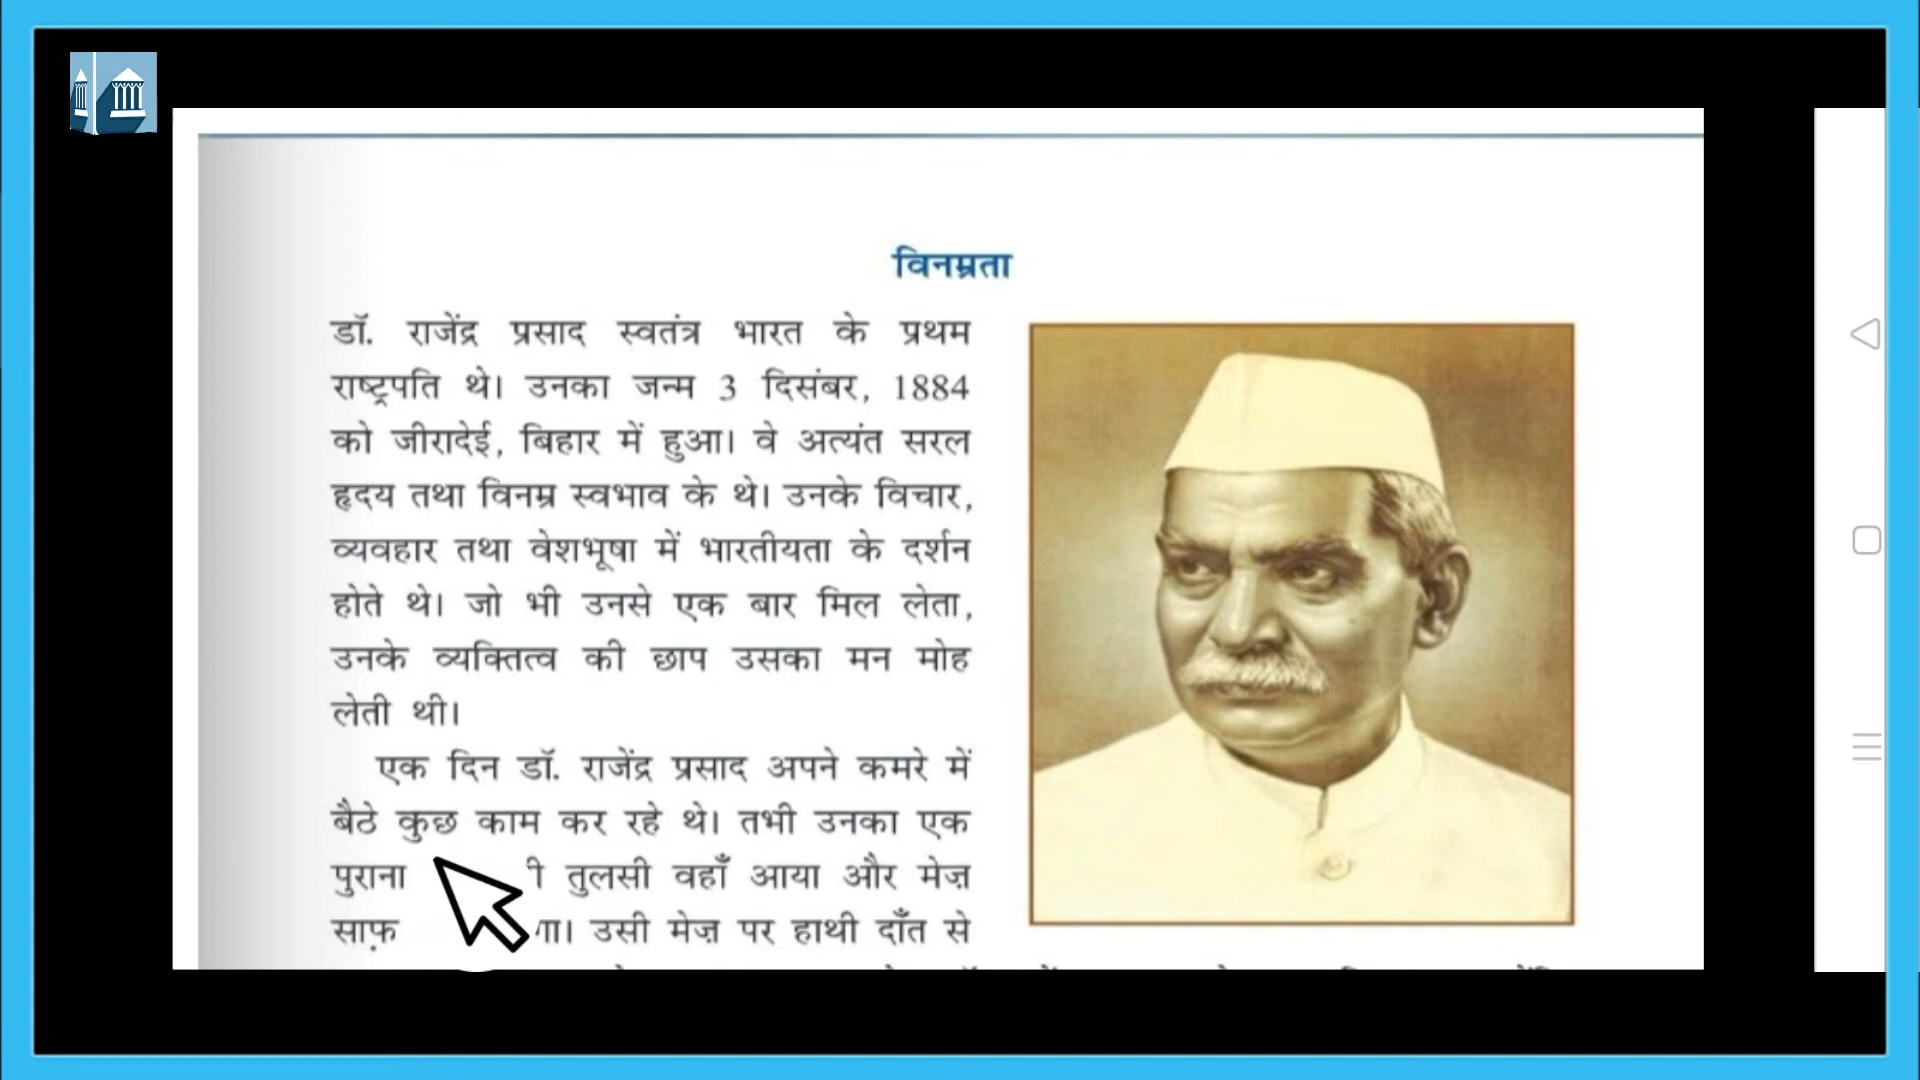 विनम्रता
डॉ. राजेंद्र प्रसाद स्वतंत्र भारत के प्रथम
राष्ट्रपति थे। उनका जन्म 3 दिसंबर, 1884
को जीरादेई, बिहार में हुआ। वे अत्यंत सरल
हृदय तथा विनम्र स्वभाव के थे। उनके विचार,
व्यवहार तथा वेशभूषा में भारतीयता के दर्शन
होते थे। जो भी उनसे एक बार मिल लेता,
उनके व्यक्तित्व की छाप उसका मन मोह
लेती थी।
एक दिन डॉ. राजेंद्र प्रसाद अपने कमरे में
बैठे कुछ काम कर रहे थे। तभी उनका एक
पुराना तुलसी वहाँ आया और मेज़
साफ़ उसी मेज़ पर हाथी दाँत से